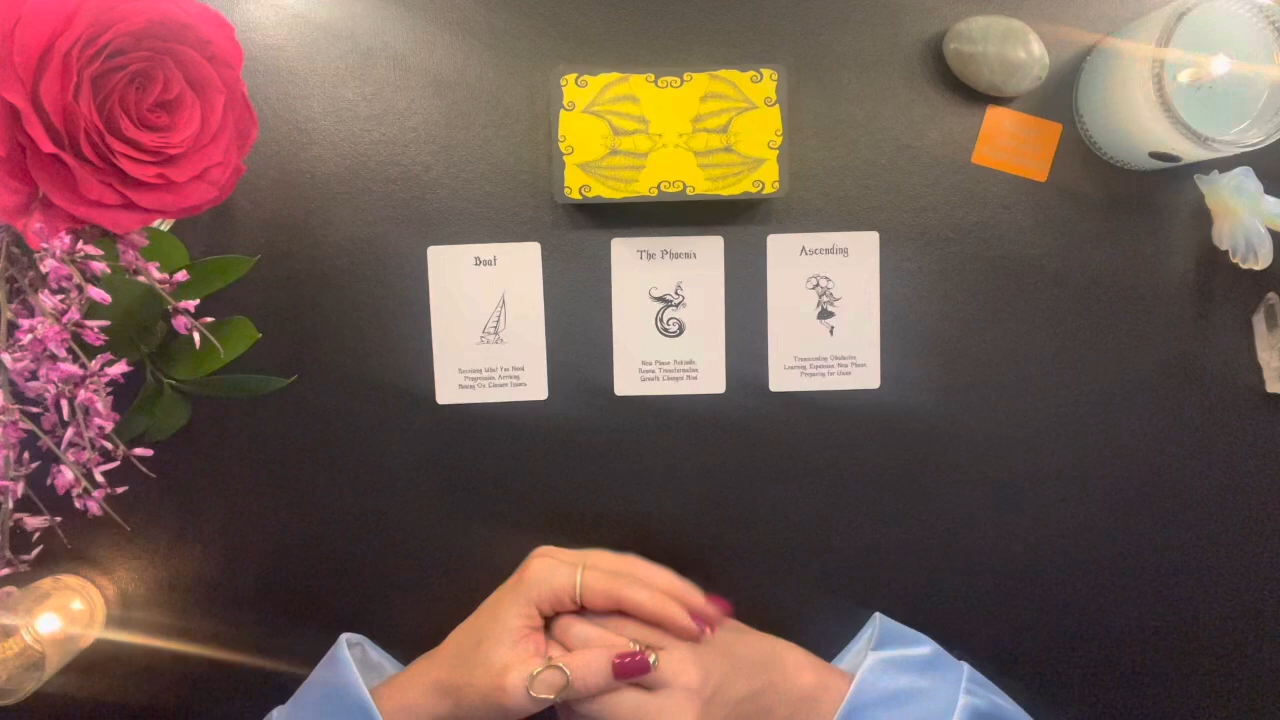 Boat
Receiving What You Need
Progression, Arriving,
Moving On, Closure Issues
The Phoenix
New Phase, Rekindle,
Renew, Transformation,
Growth, Changed Mind
Ascending
Transcending Obstacles,
Learning, Expansion, New Phase,
Preparing for Union